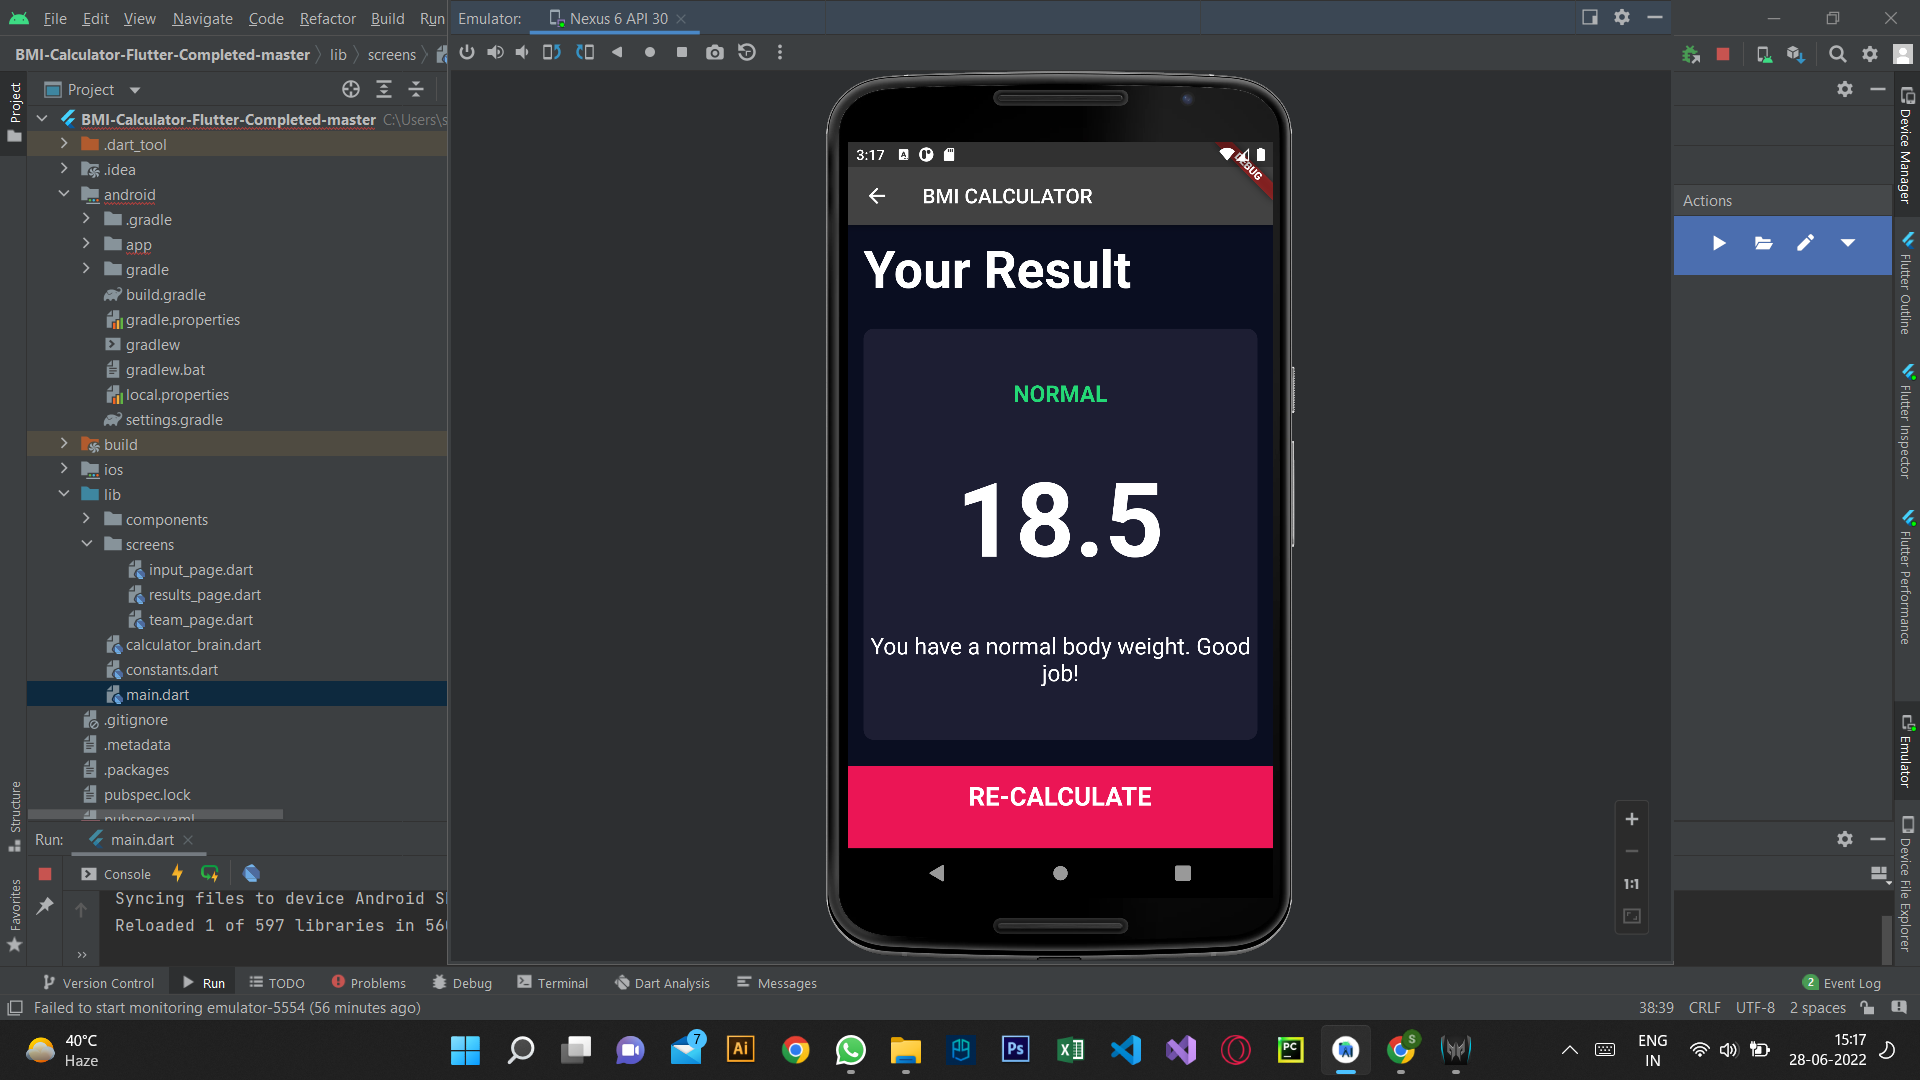 File Edit View Navigate Code Refactor Build Run
Emulator: Nexus 6 API 30
BMI-Calculator-Flutter-Completed-master lib screens
Project
BMI-Calculator-Flutter-Completed-master C:\Users\s
.dart_tool
.idea
android
.gradle
app
gradle
build.gradle
gradle.properties
gradlew
gradlew.bat
local.properties
settings.gradle
build
ios
lib
components
screens
input_page.dart
results_page.dart
team_page.dart
calculator_brain.dart
constants.dart
main.dart
.gitignore
.metadata
.packages
pubspec.lock
pubspec.yaml
Project
Structure
Favorites
3:17
DEBUG
BMI CALCULATOR
Your Result
NORMAL
18.5
You have a normal body weight. Good
job!
RE-CALCULATE
1:1
Actions
Device Manager
Flutter Outline
Flutter Inspector
Flutter Performance
Emulator
Device File Explorer
Run: main.dart
Console
Syncing files to device Android S
Reloaded 1 of 597 libraries in 56
Version Control Run TODO Problems Debug Terminal Dart Analysis Messages 2 Event Log
Failed to start monitoring emulator-5554 (56 minutes ago) 38:39 CRLF UTF-8 2 spaces
40°C
Haze
7
Ai
Ps
PC
S
ENG
IN
15:17
28-06-2022